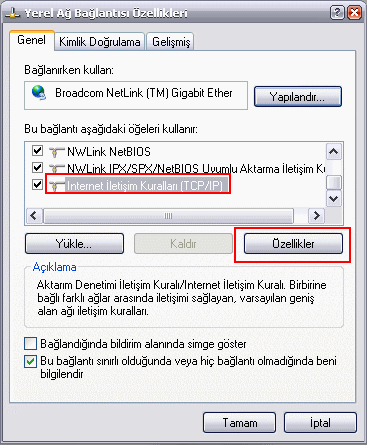 Yerel Ağ Bağlantısı Özellikleri
Genel
Kimlik Doğrulama
Gelişmiş
Bağlanırken kullan:
Broadcom NetLink (TM) Gigabit Ether
Yapılandır...
Bu bağlantı aşağıdaki öğeleri kullanır:
NWLink NetBIOS
NWLink IPX/SPX/NetBIOS Uyumlu Aktarma İletişim Ku
Internet İletişim Kuralları (TCP/IP)
Yükle...
Kaldır
Özellikler
Açıklama
Aktarım Denetimi İletişim Kuralı/Internet İletişim Kuralı. Birbirine
bağlı farklı ağlar arasında iletişimi sağlayan, varsayılan geniş
alan ağı iletişim kuralları.
Bağlandığında bildirim alanında simge göster
Bu bağlantı sınırlı olduğunda veya hiç bağlantı olmadığında beni
bilgilendir
Tamam
İptal